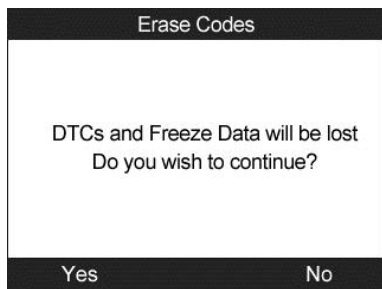 Erase Codes
DTCs and Freeze Data will be lost
Do you wish to continue?
Yes No